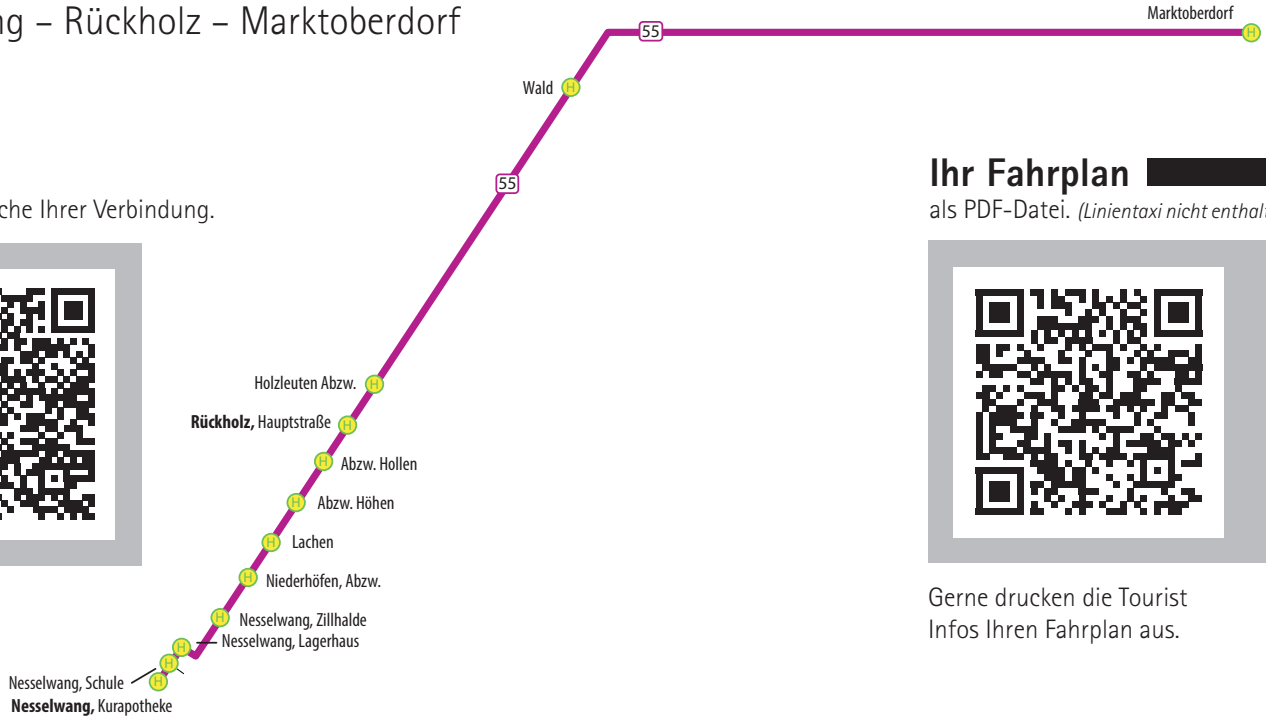 ng – Rückholz – Marktoberdorf
Marktoberdorf
H
55
Wald H
55
Ihr Fahrplan
che Ihrer Verbindung.
als PDF-Datei. (Linientaxi nicht enthalt
Holzleuten Abzw. H
Rückholz, Hauptstraße H
H Abzw. Hollen
H Abzw. Höhen
H Lachen
H Niederhöfen, Abzw.
H Nesselwang, Zillhalde
H Nesselwang, Lagerhaus
H
Nesselwang, Schule H
Nesselwang, Kurapotheke
Gerne drucken die Tourist
Infos Ihren Fahrplan aus.